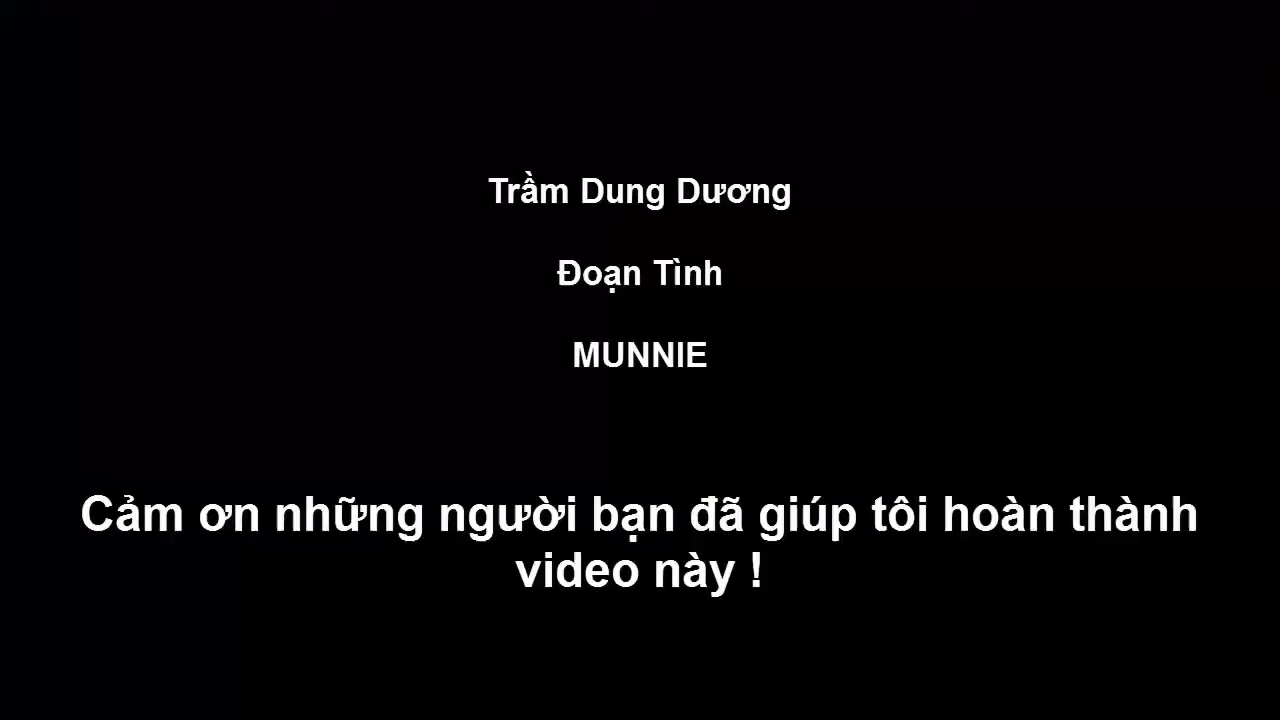 Trầm Dung Dương
Đoạn Tình
MUNNIE
Cảm ơn những người bạn đã giúp tôi hoàn thành
video này !